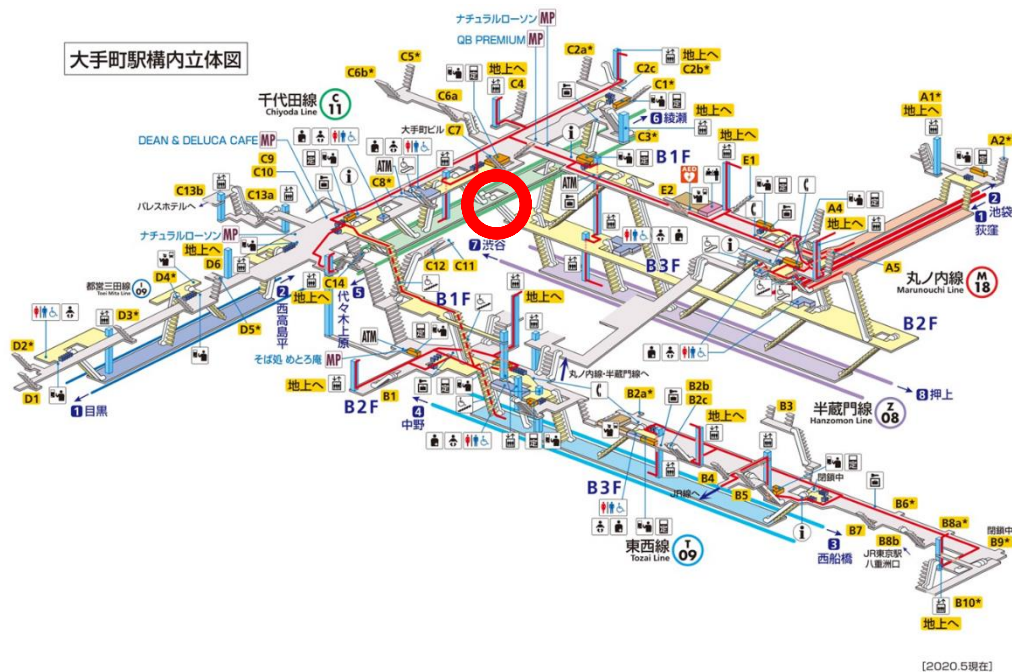 大手町駅構内立体図
ナチュラルローソン MP
QB PREMIUM MP
C5*
C6b*
C6a
C4
地上へ
C7
C2a*
C2c
C2b*
地上へ
C1*
地上へ
C3*
6 綾瀬
地上へ
千代田線 C 11
Chiyoda Line
大手町ビル
DEAN & DELUCA CAFE MP
C9
C10
ATM
C8*
i
i
B1F
ATM
AED
E1
E2
A1*
地上へ
A2*
2 池袋
1 荻窪
A4
地上へ
i
A5
丸ノ内線 M 18
Marunouchi Line
C13b
C13a
パレスホテルへ
ナチュラルローソン MP
地上へ
D6
D4*
都営三田線 I 09
Toei Mita Line
D3*
D5*
D2*
D1
1 目黒
2 西高島平
C14
地上へ
5 代々木上原
C12
C11
7 渋谷
B3F
B2F
B1F
ATM
そば処 めとろ庵 MP
地上へ
B2F
B1
地上へ
4 中野
丸ノ内線・半蔵門線へ
8 押上
半蔵門線 Z 08
Hanzomon Line
B2a*
B2b
B2c
地上へ
B3
閉鎖中
B4
B5
JR線へ
B3F
東西線 T 09
Tozai Line
i
B7
3 西船橋
B6*
B8a*
B8b
JR東京駅
八重洲口
閉鎖中
B9*
B10*
地上へ
[2020.5現在]